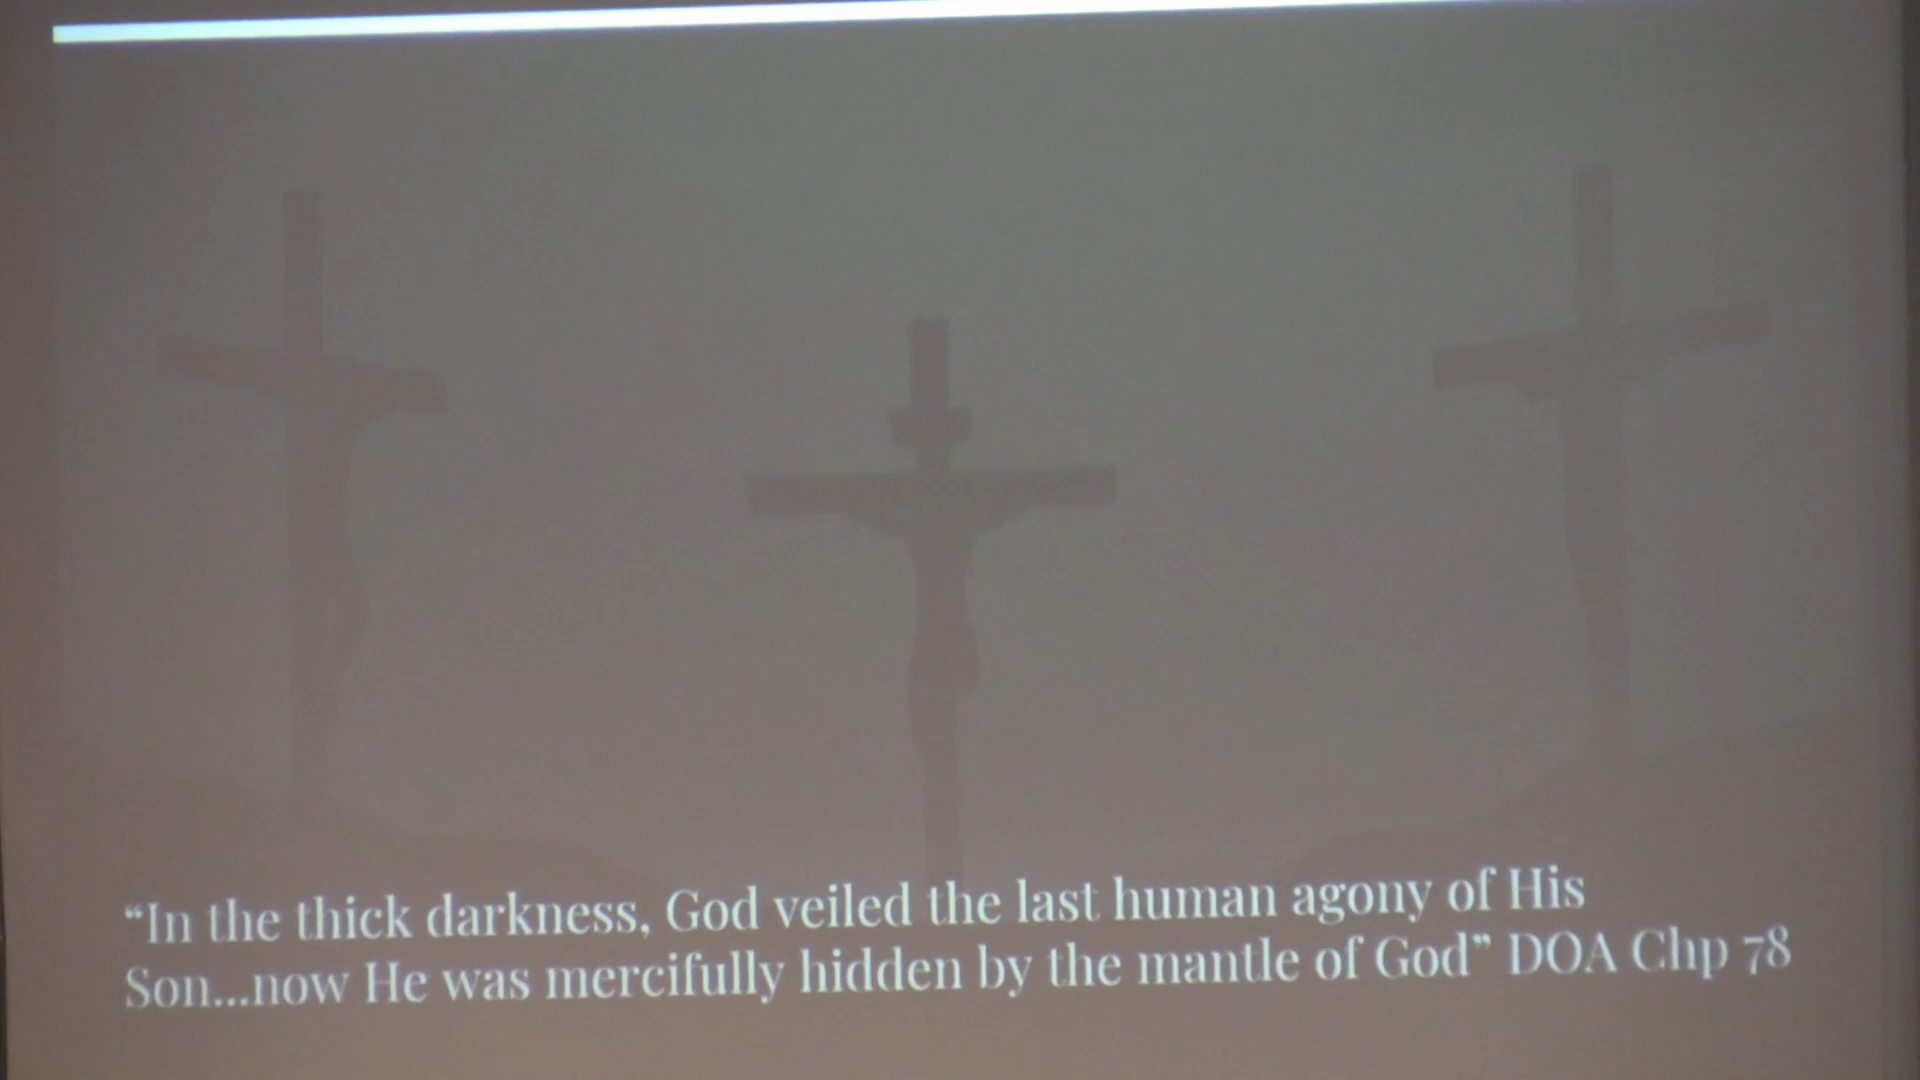 “In the thick darkness, God veiled the last human agony of His
Son...now He was mercifully hidden by the mantle of God” DOA Chp 78